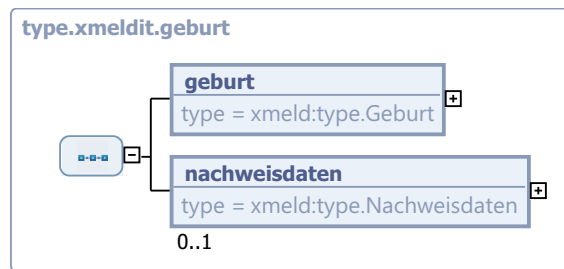 type.xmeldit.geburt
geburt
type = xmeld:type.Geburt
nachweisdaten
type = xmeld:type.Nachweisdaten
0..1